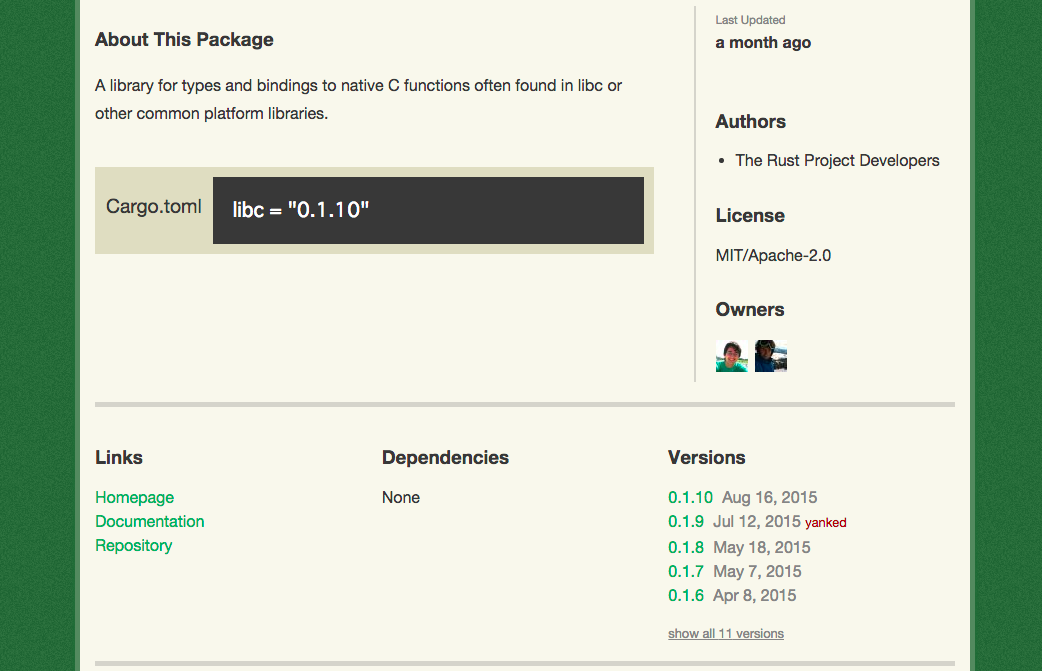 About This Package
A library for types and bindings to native C functions often found in libc or
other common platform libraries.
Cargo.toml
libc = "0.1.10"
Last Updated
a month ago
Authors
• The Rust Project Developers
License
MIT/Apache-2.0
Owners
Links
Homepage
Documentation
Repository
Dependencies
None
Versions
0.1.10 Aug 16, 2015
0.1.9 Jul 12, 2015 yanked
0.1.8 May 18, 2015
0.1.7 May 7, 2015
0.1.6 Apr 8, 2015
show all 11 versions